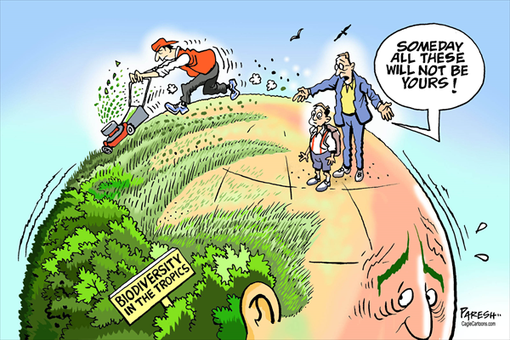 SOMEDAY
ALL THESE
WILL NOT BE
YOURS!
BIODIVERSITY
IN THE TROPICS
PARESH..
CagleCartoons.com